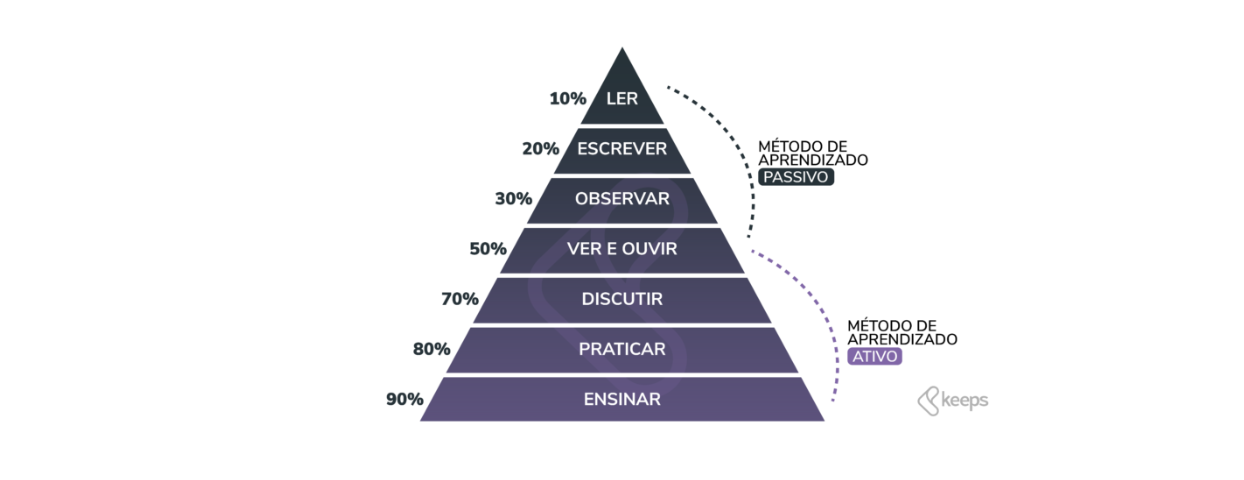 10% LER
20% ESCREVER
30% OBSERVAR
50% VER E OUVIR
70% DISCUTIR
80% PRATICAR
90% ENSINAR
MÉTODO DE
APRENDIZADO
PASSIVO
MÉTODO DE
APRENDIZADO
ATIVO
keeps